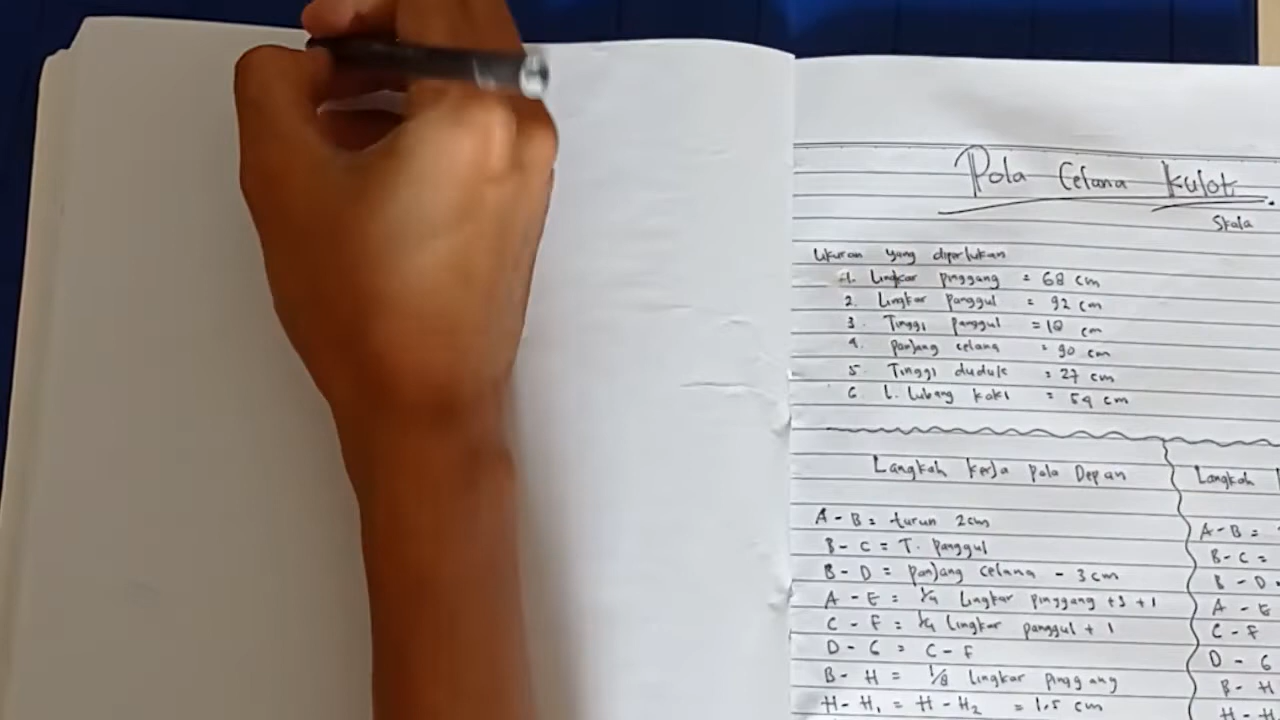 Pola Celana Kulot
Skala
Ukuran yang diperlukan
1. Lingkar pinggang = 68 cm
2. Lingkar panggul = 92 cm
3. Tinggi panggul = 18 cm
4. Panjang celana = 90 cm
5. Tinggi duduk = 27 cm
6. L. Lubang kaki = 54 cm
Langkah kerja pola Depan
A - B = turun 2 cm
B - C = T. panggul
B - D = panjang celana - 3 cm
A - E = 1/4 Lingkar pinggang + 3 + 1
C - F = 1/4 Lingkar panggul + 1
D - G = C - F
B - H = 1/8 Lingkar pinggang
H - H₁ = H - H₂ = 1.5 cm
Langkah
A - B =
B - C =
B - D
A - E
C - F
D - G
B - H
H - H